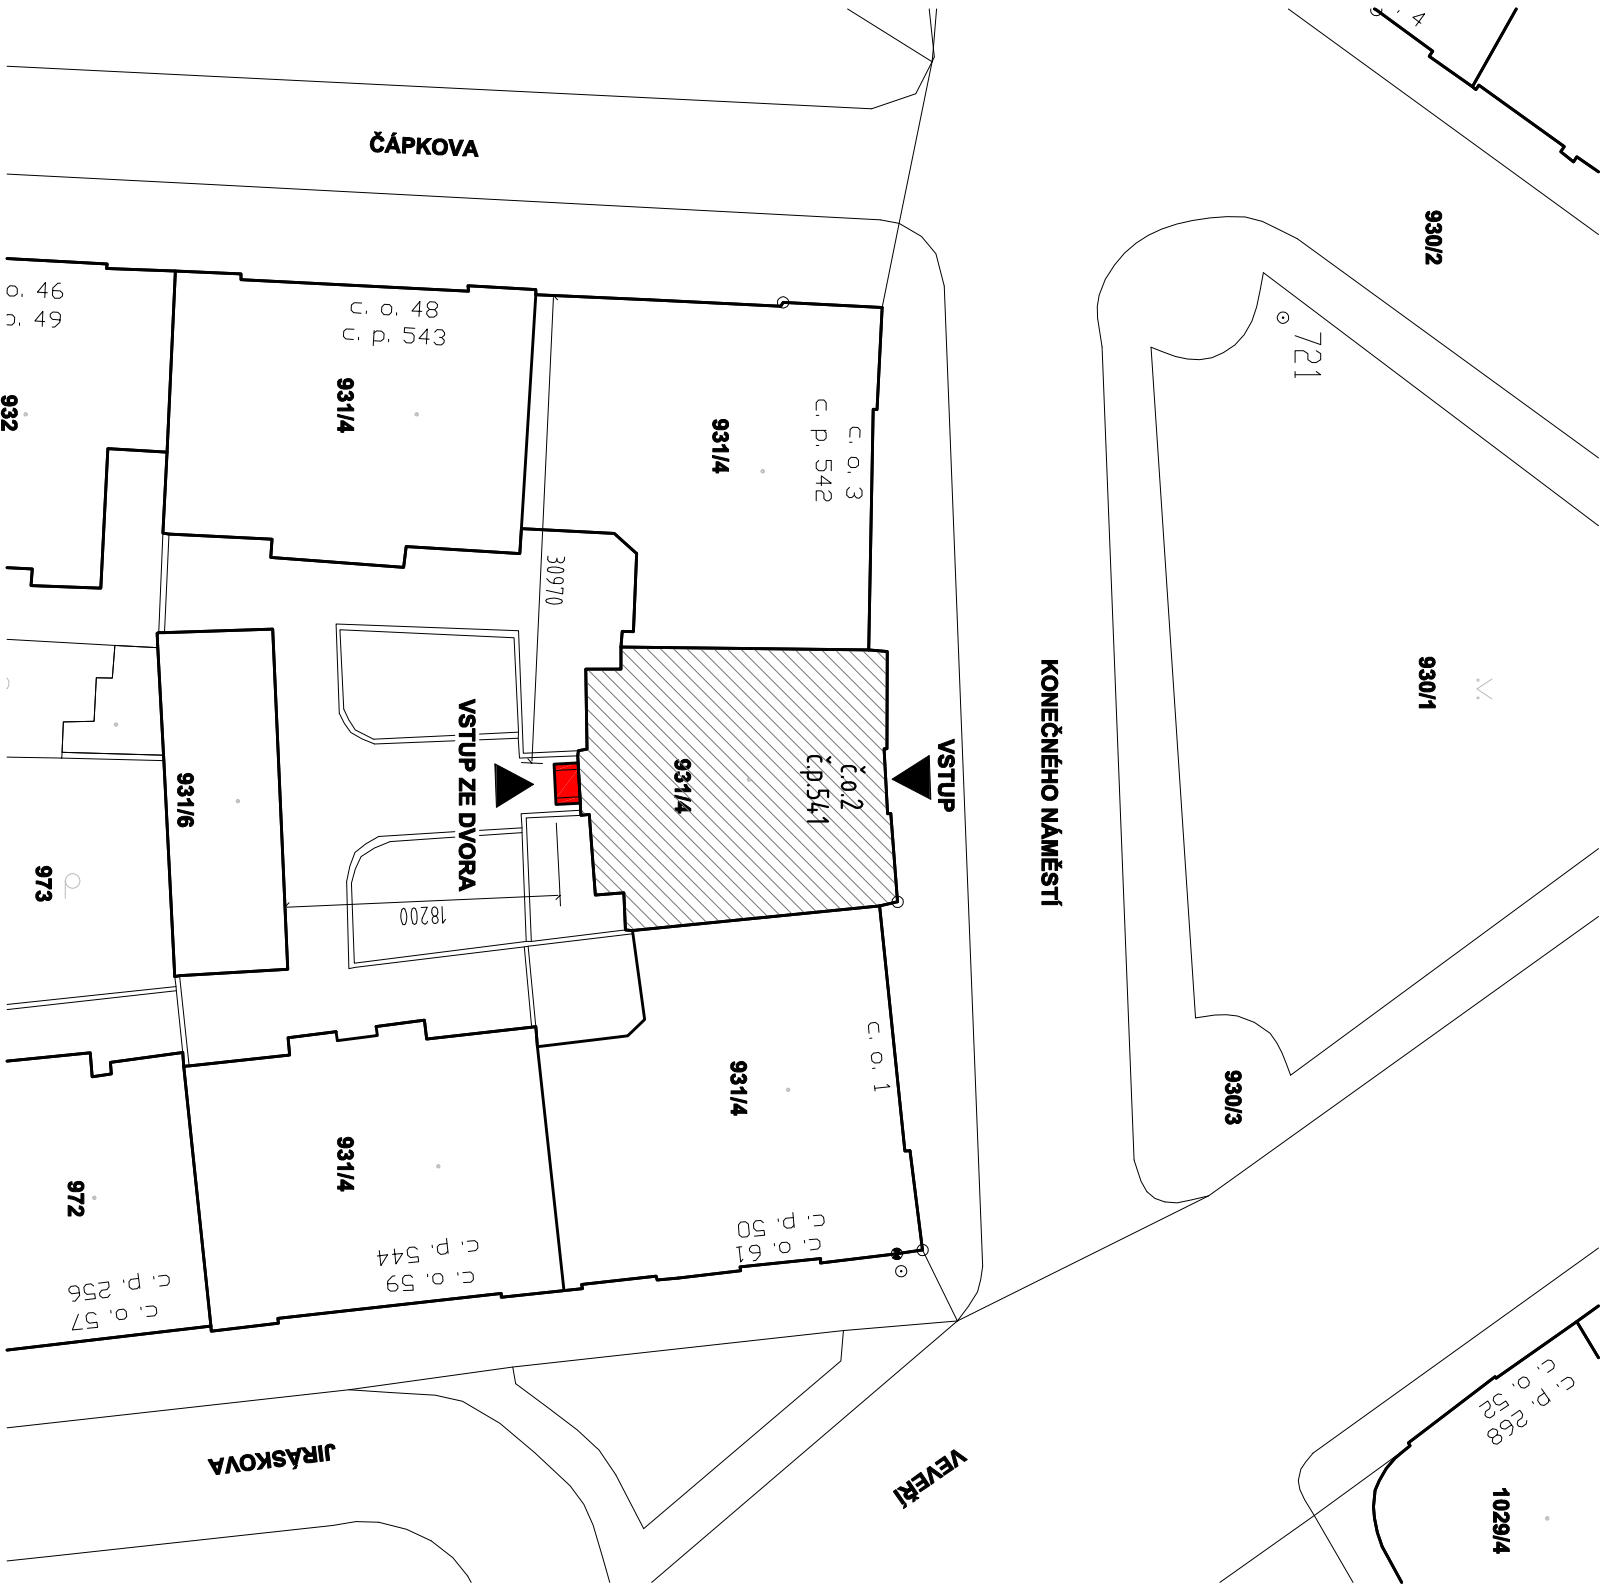 4
ČÁPKOVA
930/2
o. 46
o. 49
c. o. 48
c. p. 543
721
932
931/4
931/4
c. o. 3
c. p. 542
30970
KONEČNÉHO NÁMĚSTÍ
930/1
VSTUP ZE DVORA
931/6
931/4
č.o.2
č.p.541
VSTUP
973
18200
c. o. 1
931/4
930/3
931/4
972
c. p. 50
c. o. 61
c. p. 544
c. o. 59
c. p. 256
c. o. 57
JIRÁSKOVA
VEVEŘÍ
c. o. 52
c. p. 268
1029/4